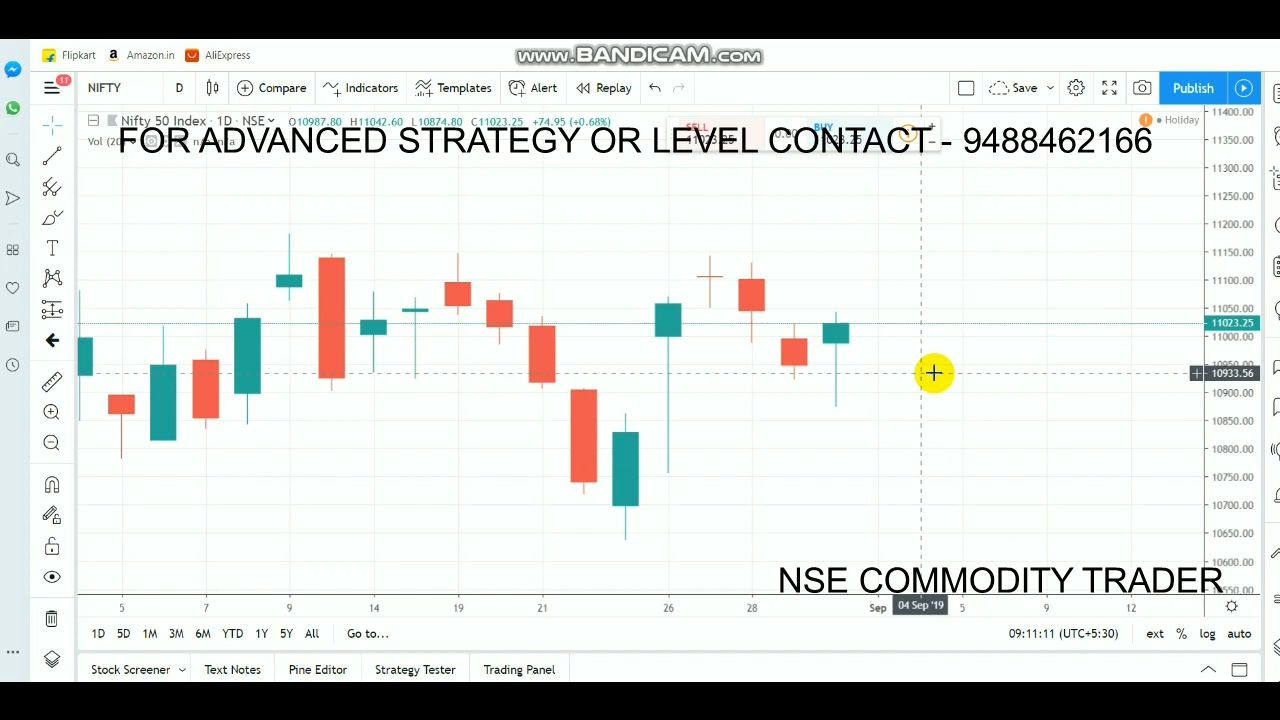 Flipkart Amazon.in AliExpress
www.BANDICAM.com
11 NIFTY D Compare Indicators Templates Alert Replay Save Publish
Nifty 50 Index · 1D · NSE O10987.80 H11042.60 L10874.80 C11023.25 +74.95 (+0.68%)
SELL BUY
Holiday
FOR ADVANCED STRATEGY OR LEVEL CONTACT - 9488462166
11400.00
11350.00
11300.00
11250.00
11200.00
11150.00
11100.00
11050.00
11023.25
11000.00
10933.56
10900.00
10850.00
10800.00
10750.00
10700.00
10650.00
10600.00
NSE COMMODITY TRADER
5 7 9 14 19 21 26 28 Sep 04 Sep '19 5 9 12
1D 5D 1M 3M 6M YTD 1Y 5Y All Go to... 09:11:11 (UTC+5:30) ext % log auto
Stock Screener Text Notes Pine Editor Strategy Tester Trading Panel